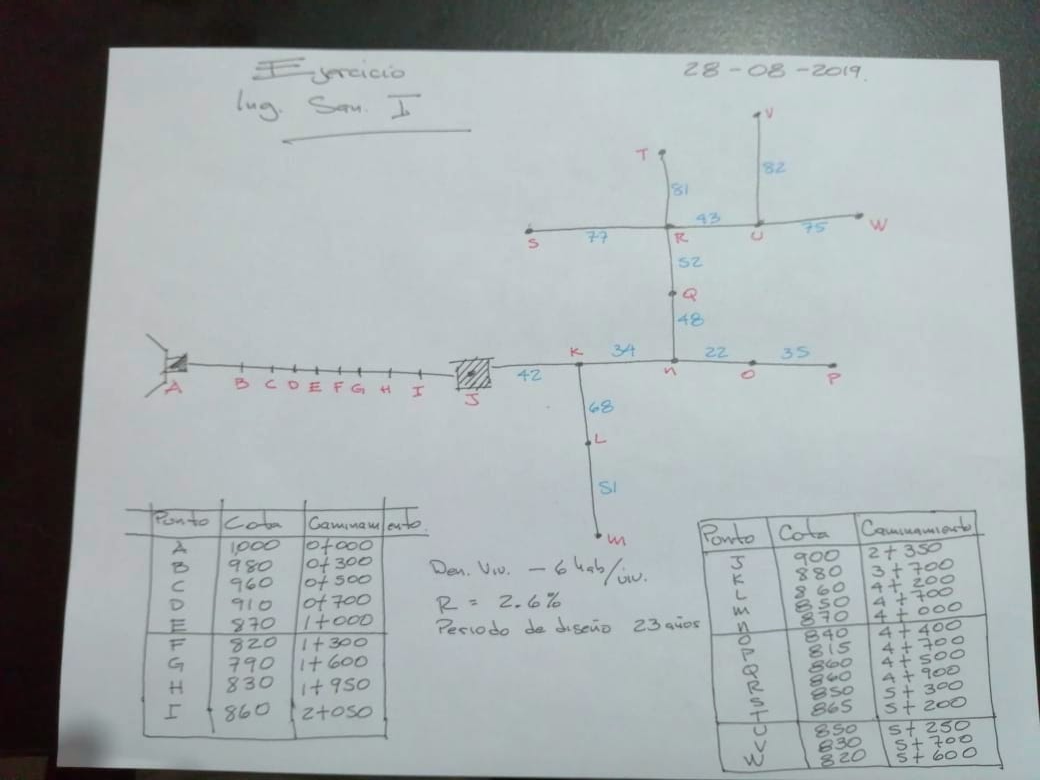 Ejercicio
Ing. San. I
28-08-2019.
V
T
82
81
S
77
R
43
U
75
W
52
Q
48
K
34
n
22
O
35
P
A
B C D E F G H I
J
42
68
L
51
m
Punto Cota Caminamiento.
A 1,000 0+000
B 980 0+300
C 960 0+500
D 910 0+700
E 870 1+000
F 820 1+300
G 790 1+600
H 830 1+950
I 860 2+050
Den. Viv. - 6 hab/viv.
R = 2.6%
Periodo de diseño 23 años
Punto Cota Caminamiento
J 900 2+350
K 880 3+700
L 860 4+200
m 850 4+700
n 870 4+000
O 840 4+400
P 815 4+700
Q 860 4+500
R 860 4+900
S 850 5+300
T 865 5+200
U 850 5+250
V 830 5+700
W 820 5+600